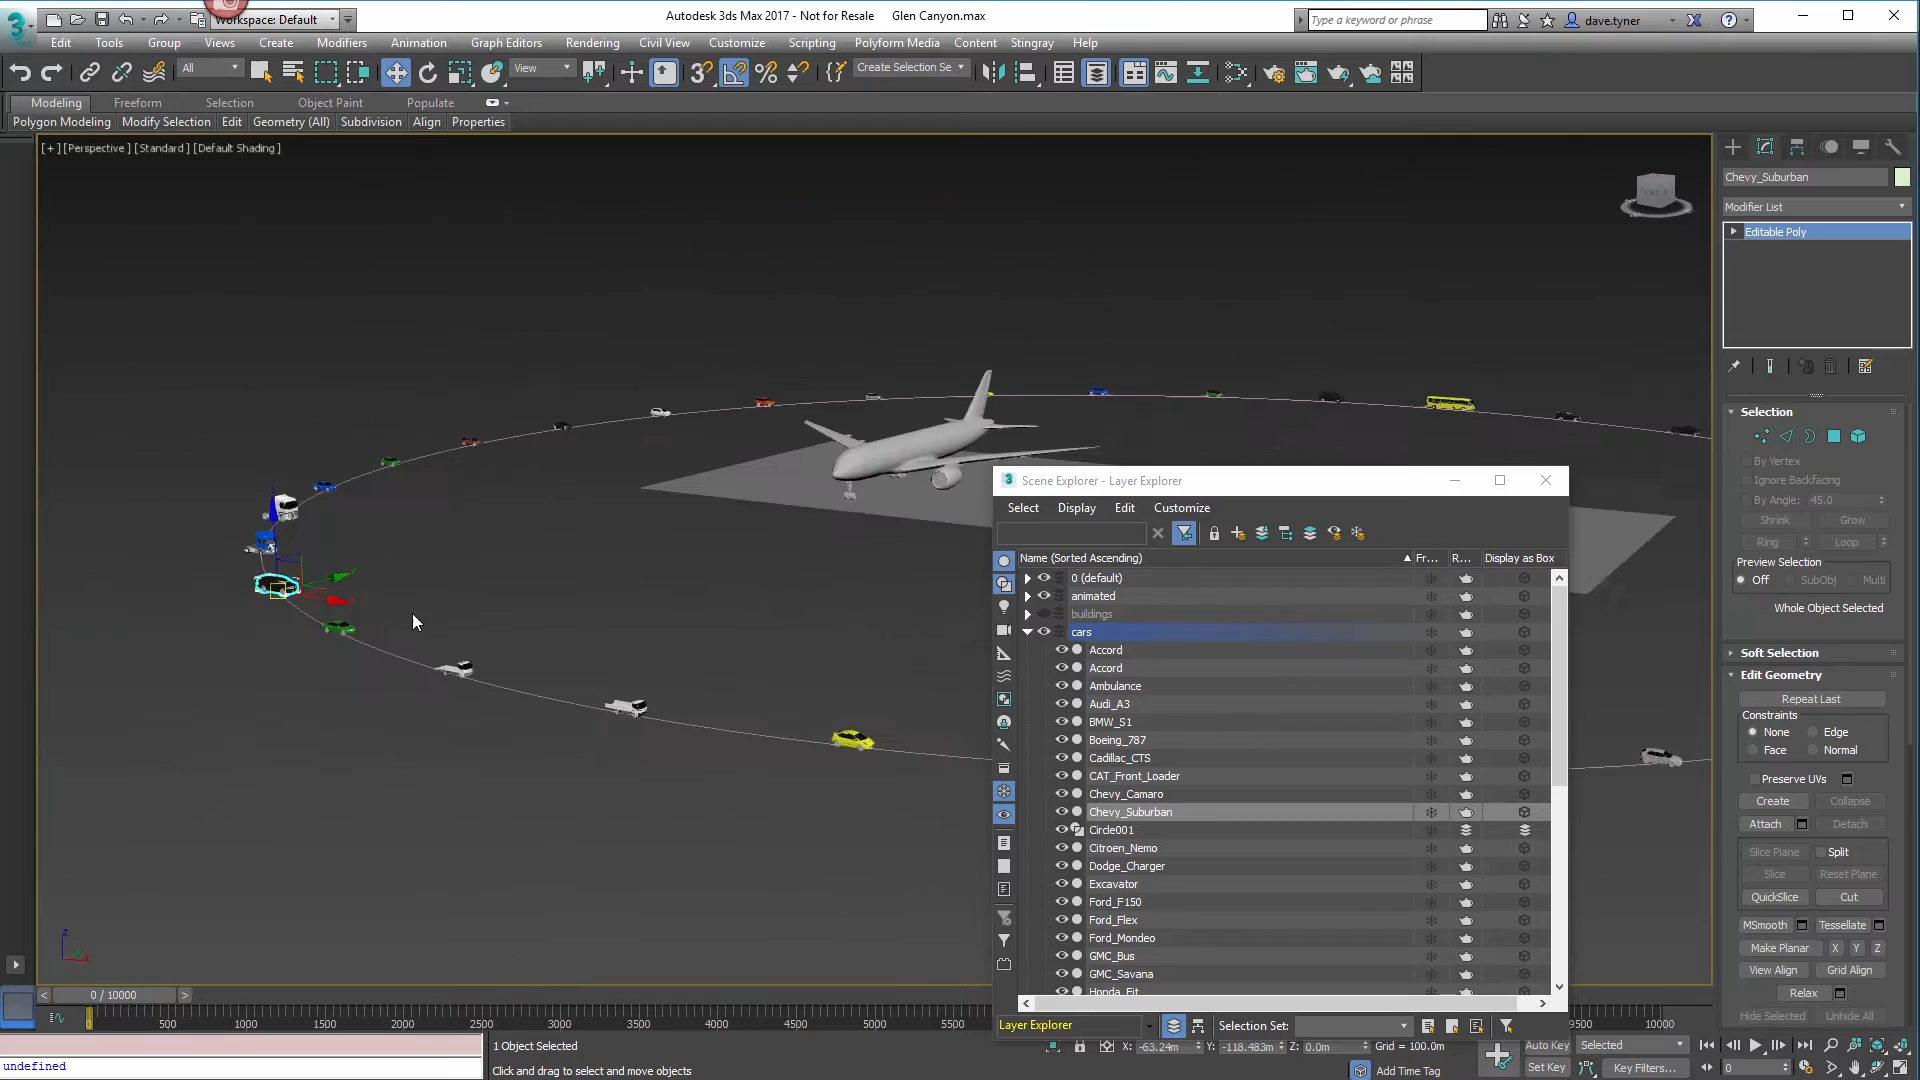 Workspace: Default
Autodesk 3ds Max 2017 - Not for Resale    Glen Canyon.max
Type a keyword or phrase
dave.tyner
Edit Tools Group Views Create Modifiers Animation Graph Editors Rendering Civil View Customize Scripting Polyform Media Content Stingray Help
All
View
Create Selection Se
Modeling Freeform Selection Object Paint Populate
Polygon Modeling Modify Selection Edit Geometry (All) Subdivision Align Properties
[+] [Perspective] [Standard] [Default Shading]
Chevy_Suburban
Modifier List
Editable Poly
Selection
By Vertex
Ignore Backfacing
By Angle: 45.0
Shrink Grow
Ring Loop
Preview Selection
Off SubObj Multi
Whole Object Selected
Soft Selection
Edit Geometry
Repeat Last
Constraints
None Edge
Face Normal
Preserve UVs
Create Collapse
Attach Detach
Slice Plane Split
Slice Reset Plane
QuickSlice Cut
MSmooth Tessellate
Make Planar X Y Z
View Align Grid Align
Relax
Hide Selected Unhide All
Scene Explorer - Layer Explorer
Select Display Edit Customize
Name (Sorted Ascending) Fr... R... Display as Box
0 (default)
animated
buildings
cars
Accord
Accord
Ambulance
Audi_A3
BMW_S1
Boeing_787
Cadillac_CTS
CAT_Front_Loader
Chevy_Camaro
Chevy_Suburban
Circle001
Citroen_Nemo
Dodge_Charger
Excavator
Ford_F150
Ford_Flex
Ford_Mondeo
GMC_Bus
GMC_Savana
Honda_Fit
Layer Explorer
Selection Set:
0 / 10000
500 1000 1500 2000 2500 3000 3500 4000 4500 5000 5500 9500 10000
undefined
1 Object Selected
Click and drag to select and move objects
X: -63.24m Y: -118.483m Z: 0.0m Grid = 100.0m
Add Time Tag
Auto Key Selected
Set Key Key Filters...
0